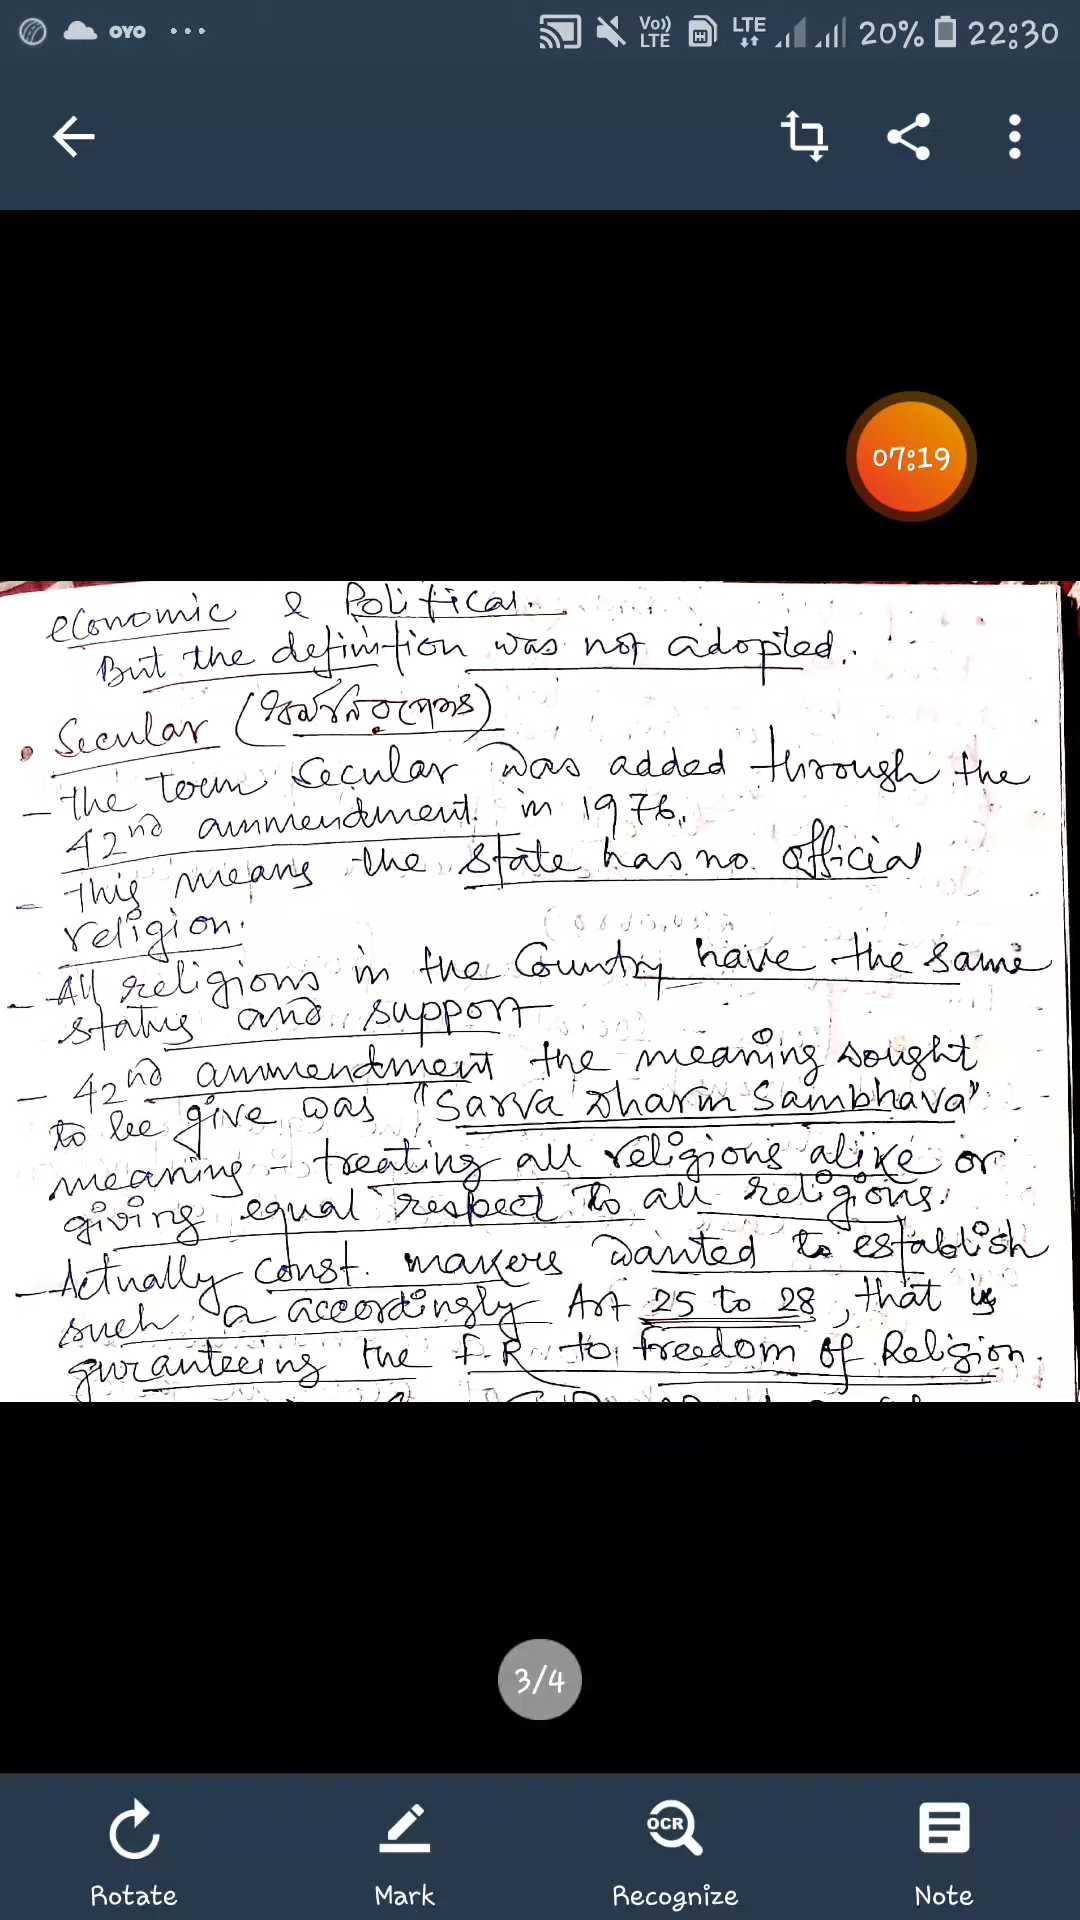 OYO ... Vo)) LTE LTE 20% 22:30
07:19
economic & Political.
But the definition was not adopted.
• Secular (ধর্মনিরপেক্ষ)
- The term Secular was added through the
42nd ammendment in 1976.
- This means the state has no official
religion.
- All religions in the Country have the same
status and support
- 42nd ammendment the meaning sought
to be give was "Sarva Dharm Sambhava"
meaning - treating all religions alike or
giving equal respect to all religions.
- Actually const. makers wanted to establish
such a accordingly Art 25 to 28, that is
guranteeing the F.R to freedom of Religion.
3/4
Rotate Mark OCR Recognize Note